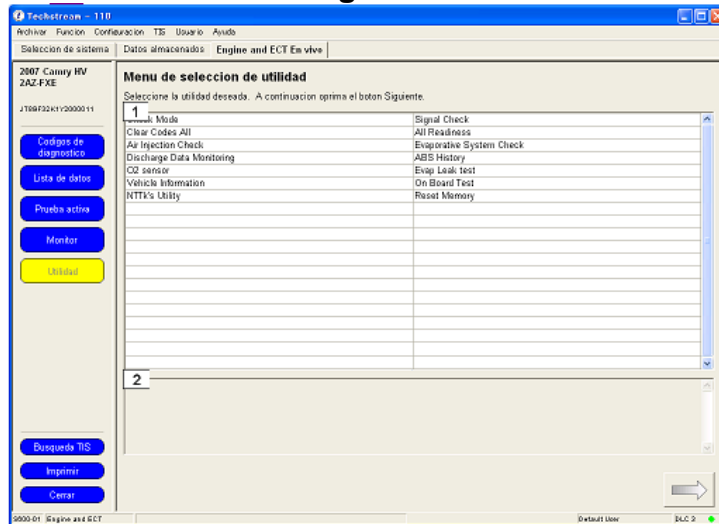 Techstream - 110
Archivar Funcion Configuracion TIS Usuario Ayuda
Seleccion de sistema Datos almacenados Engine and ECT En vivo
2007 Camry HV
2AZ-FXE
Menu de seleccion de utilidad
Seleccione la utilidad deseada. A continuacion oprima el boton Siguiente.
1
Mode Signal Check
Clear Codes All All Readiness
Air Injection Check Evaporative System Check
Discharge Data Monitoring ABS History
O2 sensor Evap Leak test
Vehicle Information On Board Test
NTTk's Utility Reset Memory
Codigos de
diagnostico
Lista de datos
Prueba activa
Monitor
Utilidad
2
Busqueda TIS
Imprimir
Cerrar
S600-01 Engine and ECT Default User DLC 3